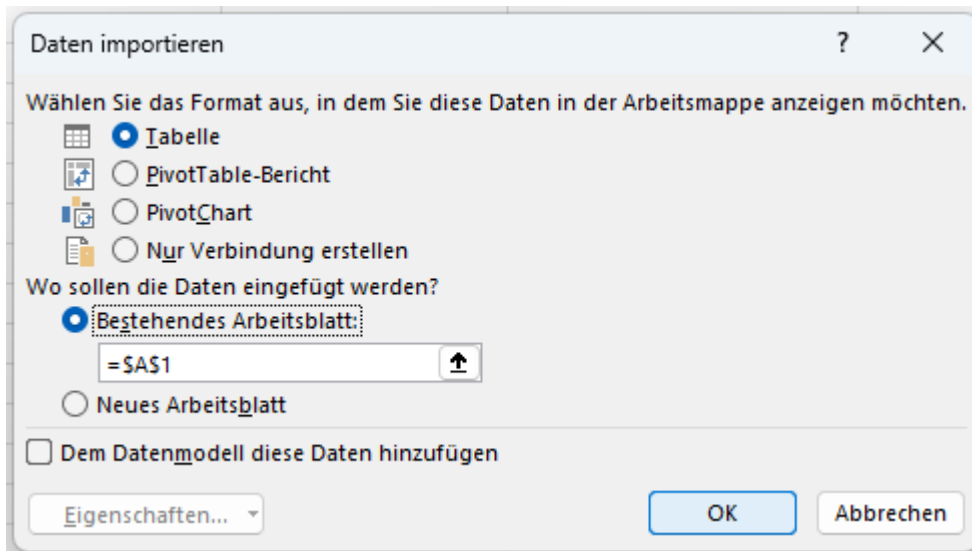 Daten importieren ?
Wählen Sie das Format aus, in dem Sie diese Daten in der Arbeitsmappe anzeigen möchten.
Tabelle
PivotTable-Bericht
PivotChart
Nur Verbindung erstellen
Wo sollen die Daten eingefügt werden?
Bestehendes Arbeitsblatt:
=$A$1
Neues Arbeitsblatt
Dem Datenmodell diese Daten hinzufügen
Eigenschaften... OK Abbrechen